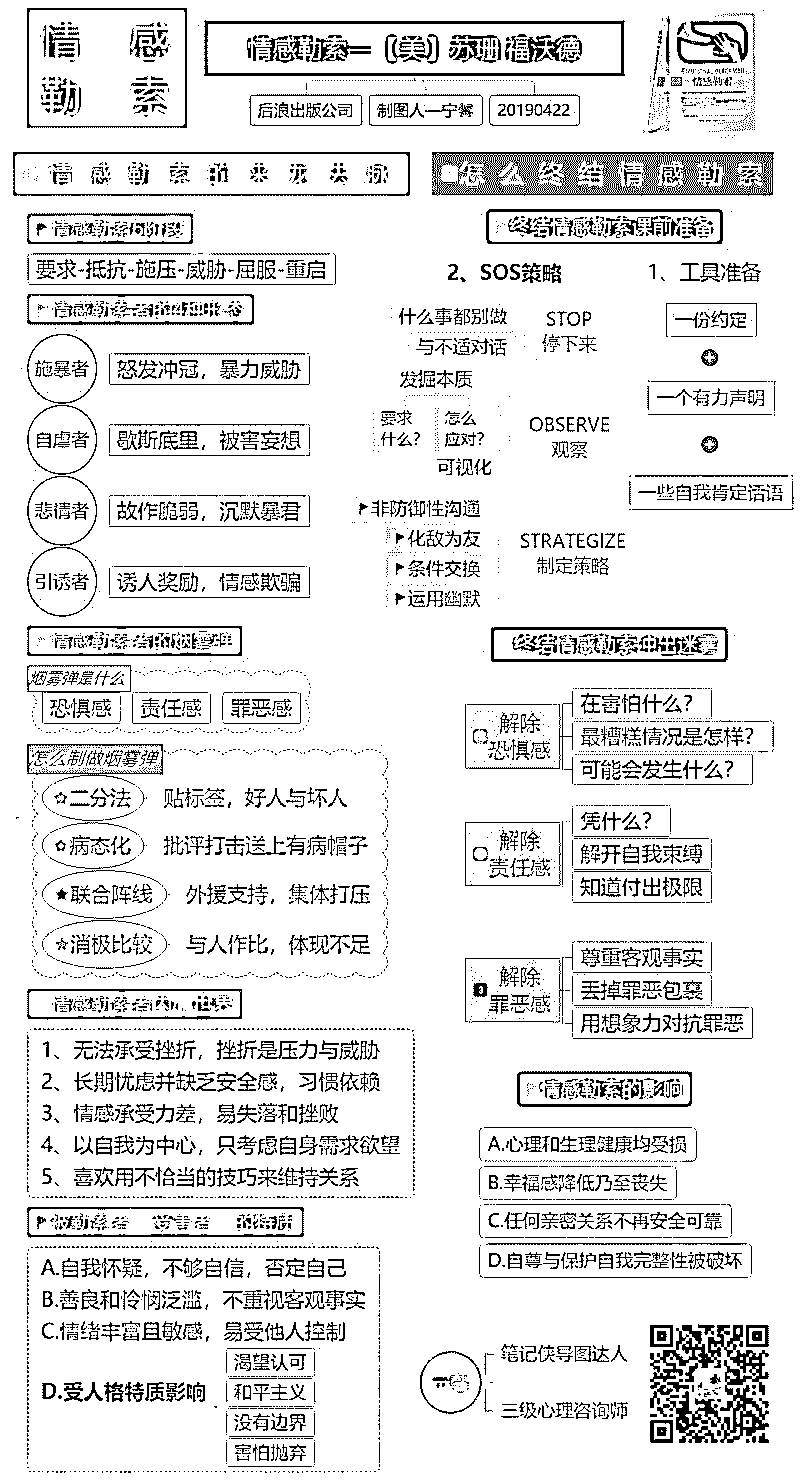 情感
勒索
情感勒索—〔美〕苏珊 福沃德
后浪出版公司
制图人—宁馨
20190422
情感勒索
情感勒索的来龙去脉
情感勒索6阶段
要求-抵抗-施压-威胁-屈服-重启
情感勒索者的
施暴者
怒发冲冠，暴力威胁
自虐者
歇斯底里，被害妄想
悲情者
故作脆弱，沉默暴君
引诱者
诱人奖励，情感欺骗
情感勒索者的烟雾弹
烟雾弹是什么
恐惧感 责任感 罪恶感
怎么制做烟雾弹
二分法 贴标签，好人与坏人
病态化 批评打击送上有病帽子
联合阵线 外援支持，集体打压
消极比较 与人作比，体现不足
情感勒索者内心世界
1、无法承受挫折，挫折是压力与威胁
2、长期忧虑并缺乏安全感，习惯依赖
3、情感承受力差，易失落和挫败
4、以自我为中心，只考虑自身需求欲望
5、喜欢用不恰当的技巧来维持关系
被勒索者 受害者 的特质
A.自我怀疑，不够自信，否定自己
B.善良和怜悯泛滥，不重视客观事实
C.情绪丰富且敏感，易受他人控制
D.受人格特质影响
渴望认可
和平主义
没有边界
害怕抛弃
怎么终结情感勒索
终结情感勒索课前准备
1、工具准备
一份约定
一个有力声明
一些自我肯定话语
2、SOS策略
STOP
停下来
什么事都别做
与不适对话
OBSERVE
观察
发掘本质
要求
什么？
怎么
应对？
可视化
STRATEGIZE
制定策略
非防御性沟通
化敌为友
条件交换
运用幽默
终结情感勒索冲出迷雾
解除
恐惧感
在害怕什么？
最糟糕情况是怎样？
可能会发生什么？
解除
责任感
凭什么？
解开自我束缚
知道付出极限
3
解除
罪恶感
尊重客观事实
丢掉罪恶包裹
用想象力对抗罪恶
情感勒索的影响
A.心理和生理健康均受损
B.幸福感降低乃至丧失
C.任何亲密关系不再安全可靠
D.自尊与保护自我完整性被破坏
笔记侠导图达人
三级心理咨询师